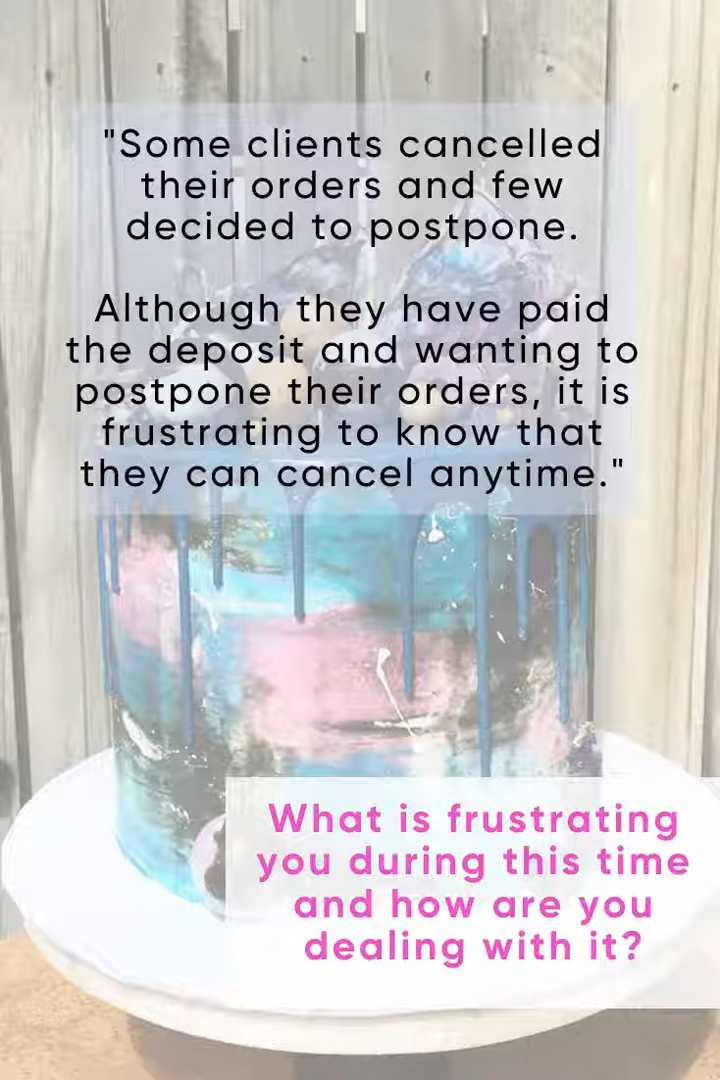 "Some clients cancelled
their orders and few
decided to postpone.
Although they have paid
the deposit and wanting to
postpone their orders, it is
frustrating to know that
they can cancel anytime."
What is frustrating
you during this time
and how are you
dealing with it?